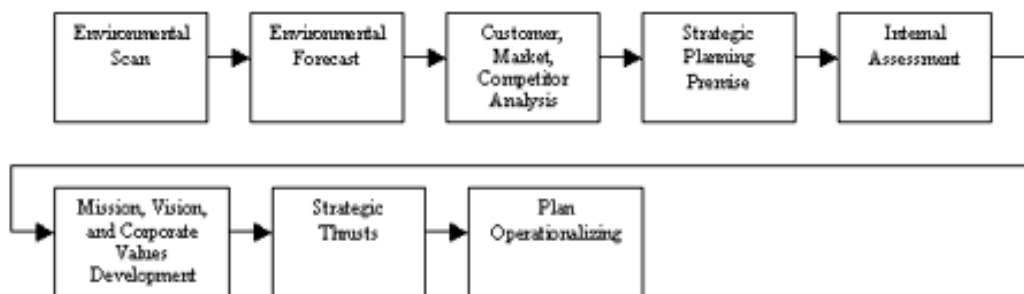 Environmental
Scan
Environmental
Forecast
Customer,
Market,
Competitor
Analysis
Strategic
Planning
Premise
Internal
Assessment
Mission, Vision,
and Corporate
Values
Development
Strategic
Thrusts
Plan
Operationalizing